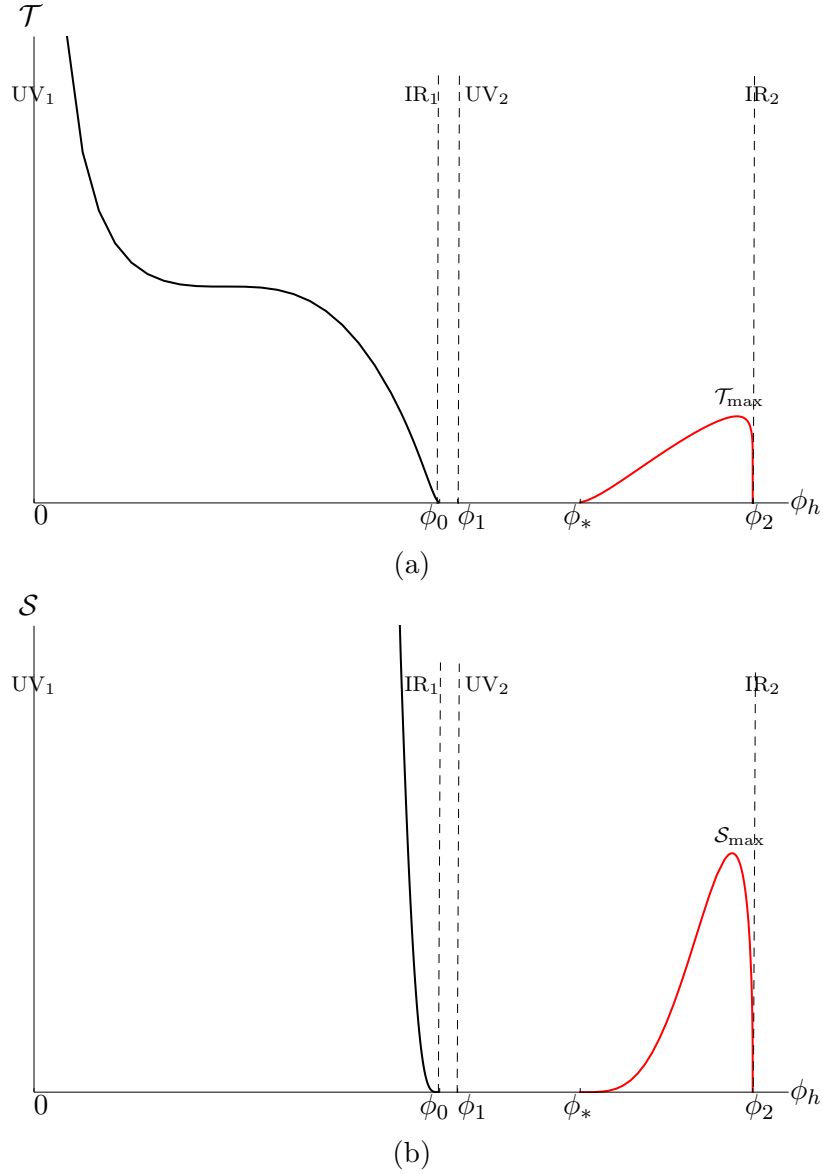 𝒯
UV₁ IR₁ UV₂ IR₂
𝒯max
0 ϕ₀ ϕ₁ ϕ* ϕ₂ ϕₕ
(a)
𝒮
UV₁ IR₁ UV₂ IR₂
𝒮max
0 ϕ₀ ϕ₁ ϕ* ϕ₂ ϕₕ
(b)